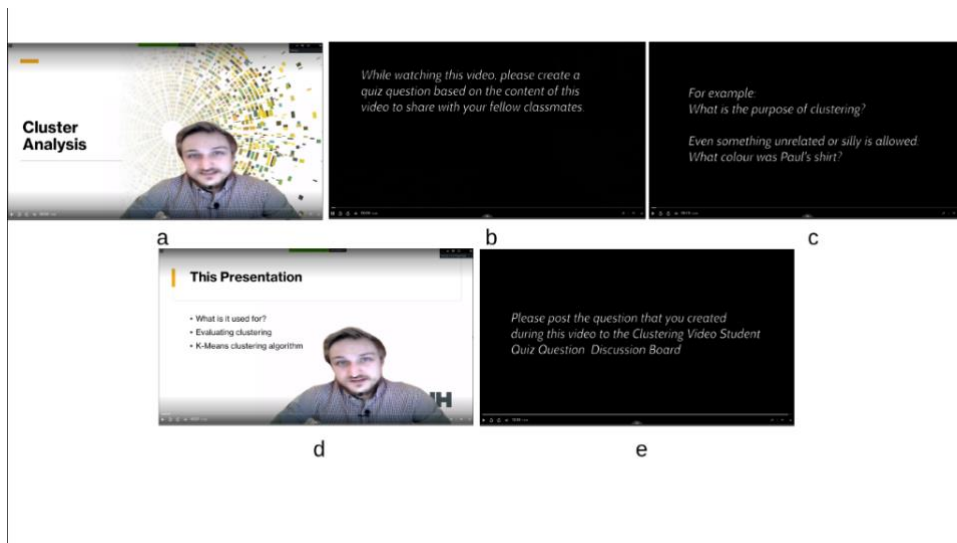 Cluster
Analysis
While watching this video, please create a
quiz question based on the content of this
video to share with your fellow classmates.
For example:
What is the purpose of clustering?
Even something unrelated or silly is allowed.
What colour was Paul's shirt?
a
b
c
This Presentation
• What is it used for?
• Evaluating clustering
• K-Means clustering algorithm
Please post the question that you created
during this video to the Clustering Video Student
Quiz Question Discussion Board
d
e